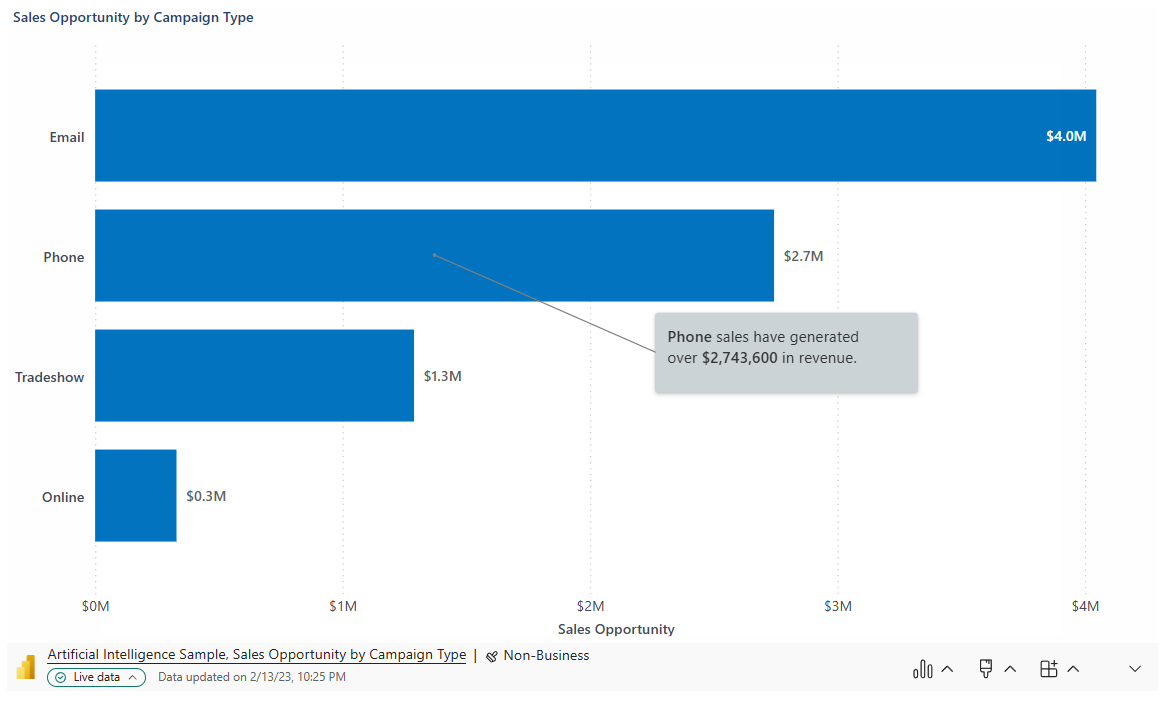 Sales Opportunity by Campaign Type
Email
$4.0M
Phone
$2.7M
Phone sales have generated
over $2,743,600 in revenue.
Tradeshow
$1.3M
Online
$0.3M
$0M $1M $2M $3M $4M
Sales Opportunity
Artificial Intelligence Sample, Sales Opportunity by Campaign Type | Non-Business
Live data Data updated on 2/13/23, 10:25 PM